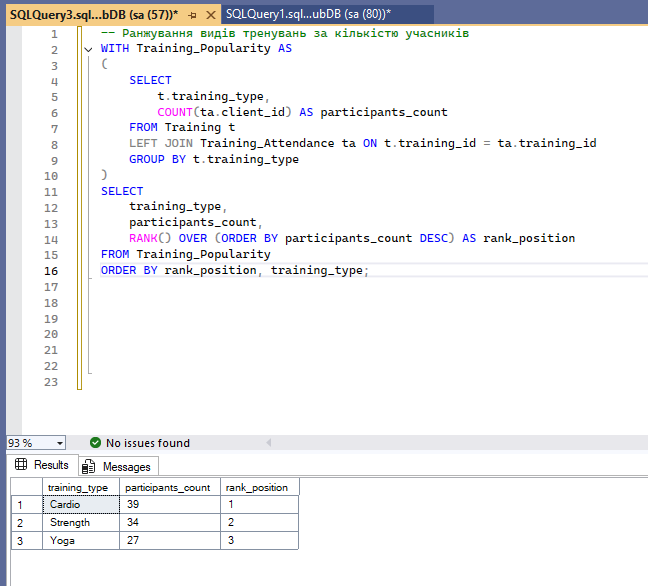 SQLQuery3.sql...bDB (sa (57))* SQLQuery1.sql...ubDB (sa (80))*
1 -- Ранжування видів тренувань за кількістю учасників
2 WITH Training_Popularity AS
3 (
4 SELECT
5 t.training_type,
6 COUNT(ta.client_id) AS participants_count
7 FROM Training t
8 LEFT JOIN Training_Attendance ta ON t.training_id = ta.training_id
9 GROUP BY t.training_type
10 )
11 SELECT
12 training_type,
13 participants_count,
14 RANK() OVER (ORDER BY participants_count DESC) AS rank_position
15 FROM Training_Popularity
16 ORDER BY rank_position, training_type;
17
18
19
20
21
22
23
93 % No issues found
Results Messages
training_type participants_count rank_position
1 Cardio 39 1
2 Strength 34 2
3 Yoga 27 3